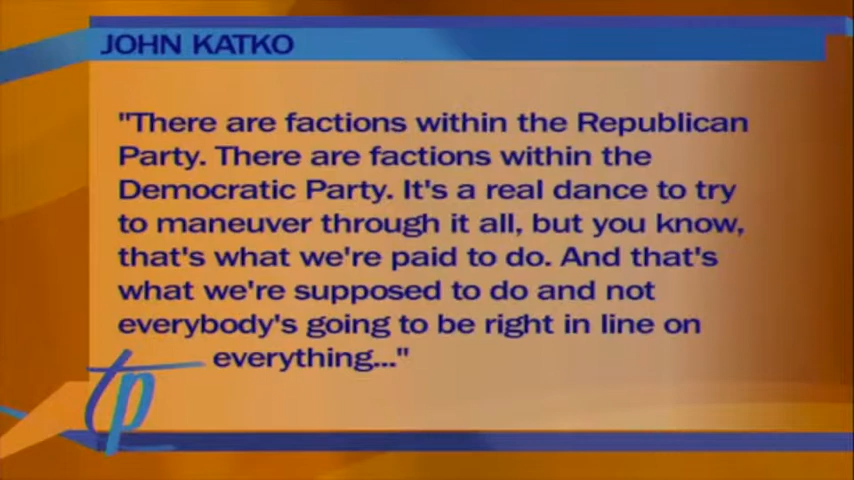 JOHN KATKO
"There are factions within the Republican
Party. There are factions within the
Democratic Party. It's a real dance to try
to maneuver through it all, but you know,
that's what we're paid to do. And that's
what we're supposed to do and not
everybody's going to be right in line on
everything..."
tp